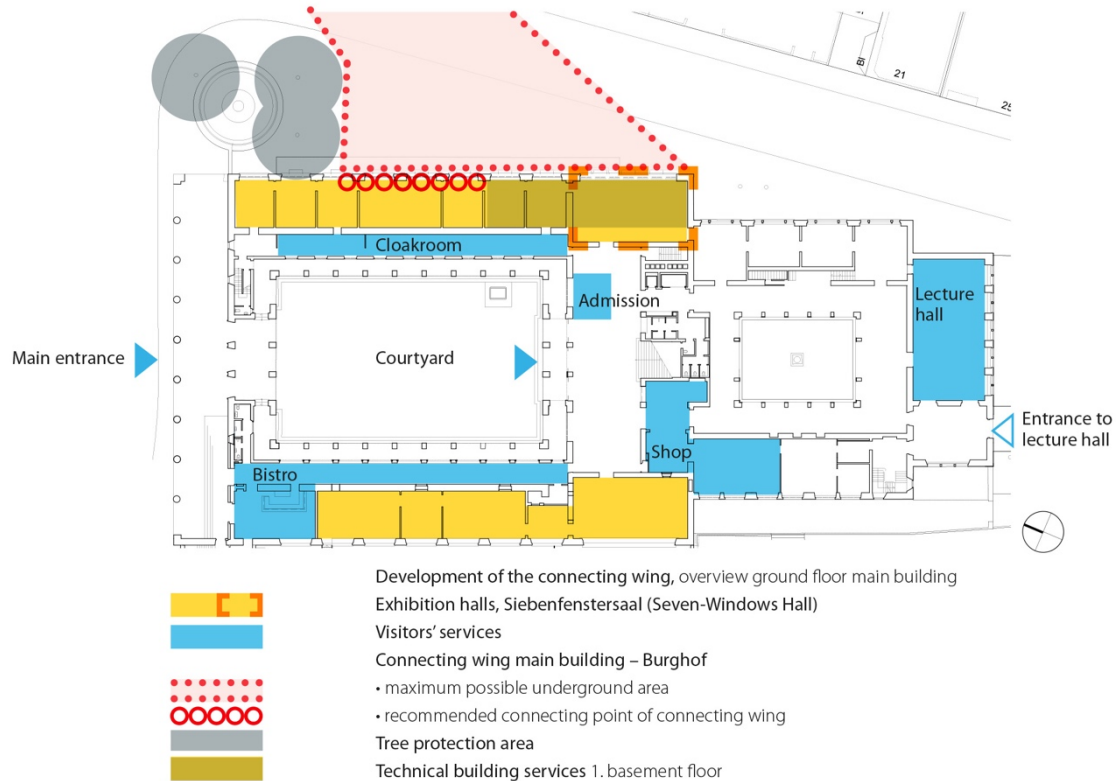 BI
21
25
Cloakroom
Admission
Lecture
hall
Main entrance
Courtyard
Entrance to
lecture hall
Shop
Bistro
Development of the connecting wing, overview ground floor main building
Exhibition halls, Siebenfenstersaal (Seven-Windows Hall)
Visitors’ services
Connecting wing main building – Burghof
• maximum possible underground area
• recommended connecting point of connecting wing
Tree protection area
Technical building services 1. basement floor